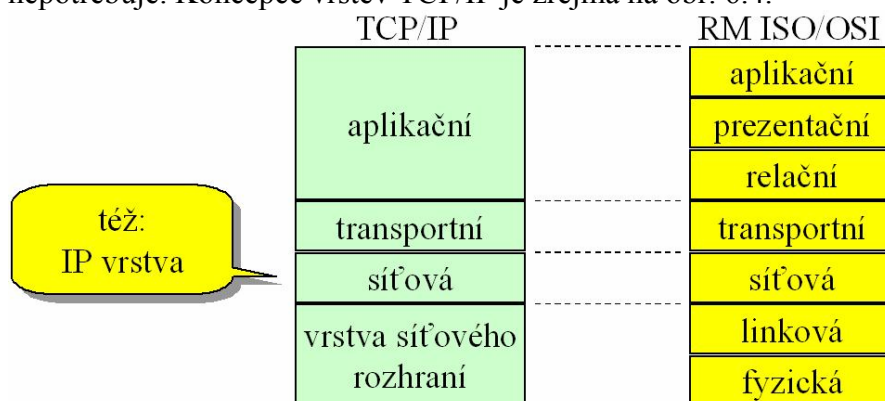 nepotřebuje. Koncepce vrstev TCP/IP je zřejmá na obr. 6.4.
TCP/IP
RM ISO/OSI
aplikační
aplikační
prezentační
relační
též:
IP vrstva
transportní
transportní
síťová
síťová
vrstva síťového
rozhraní
linková
fyzická